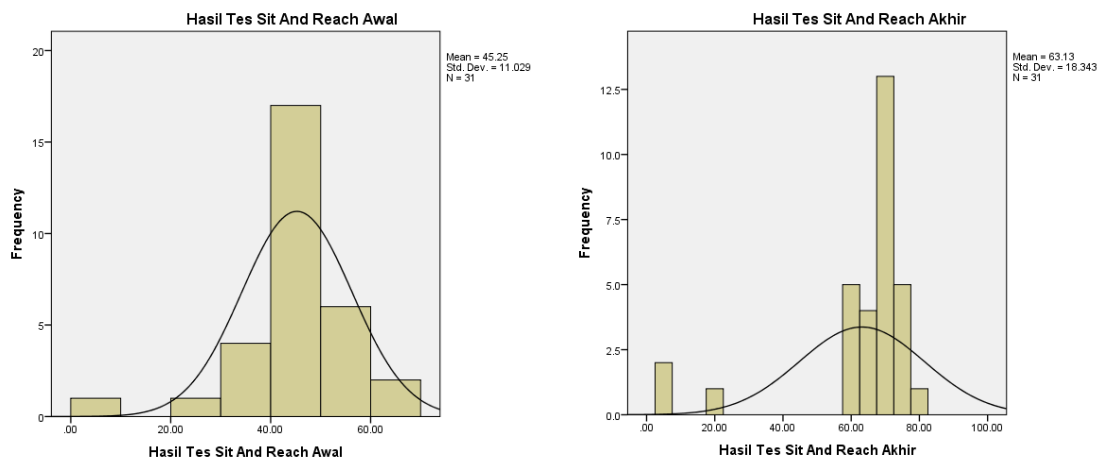 Hasil Tes Sit And Reach Awal
Mean = 45.25
Std. Dev. = 11.029
N = 31
Frequency
20
15
10
5
0
.00 20.00 40.00 60.00
Hasil Tes Sit And Reach Awal
Hasil Tes Sit And Reach Akhir
Mean = 63.13
Std. Dev. = 18.343
N = 31
Frequency
12.5
10.0
7.5
5.0
2.5
0.0
.00 20.00 40.00 60.00 80.00 100.00
Hasil Tes Sit And Reach Akhir